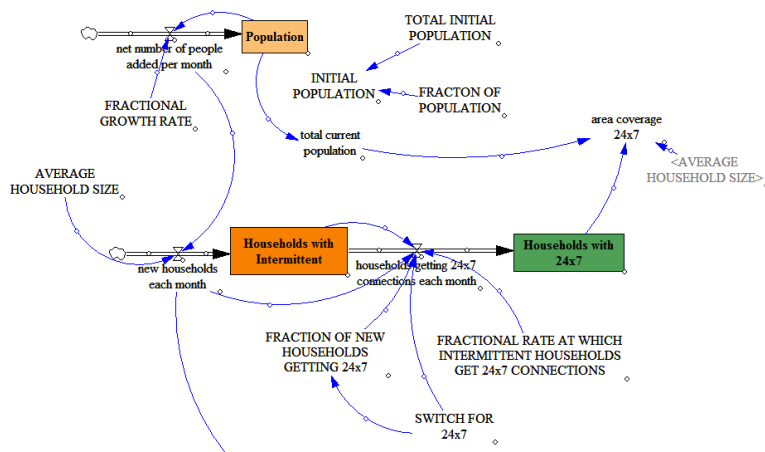 Population
net number of people
added per month
TOTAL INITIAL
POPULATION
INITIAL
POPULATION
FRACTON OF
POPULATION
FRACTIONAL
GROWTH RATE
total current
population
area coverage
24x7
<AVERAGE
HOUSEHOLD SIZE>
AVERAGE
HOUSEHOLD SIZE
Households with
Intermittent
Households with
24x7
new households
each month
households getting 24x7
connections each month
FRACTION OF NEW
HOUSEHOLDS
GETTING 24x7
FRACTIONAL RATE AT WHICH
INTERMITTENT HOUSEHOLDS
GET 24x7 CONNECTIONS
SWITCH FOR
24x7